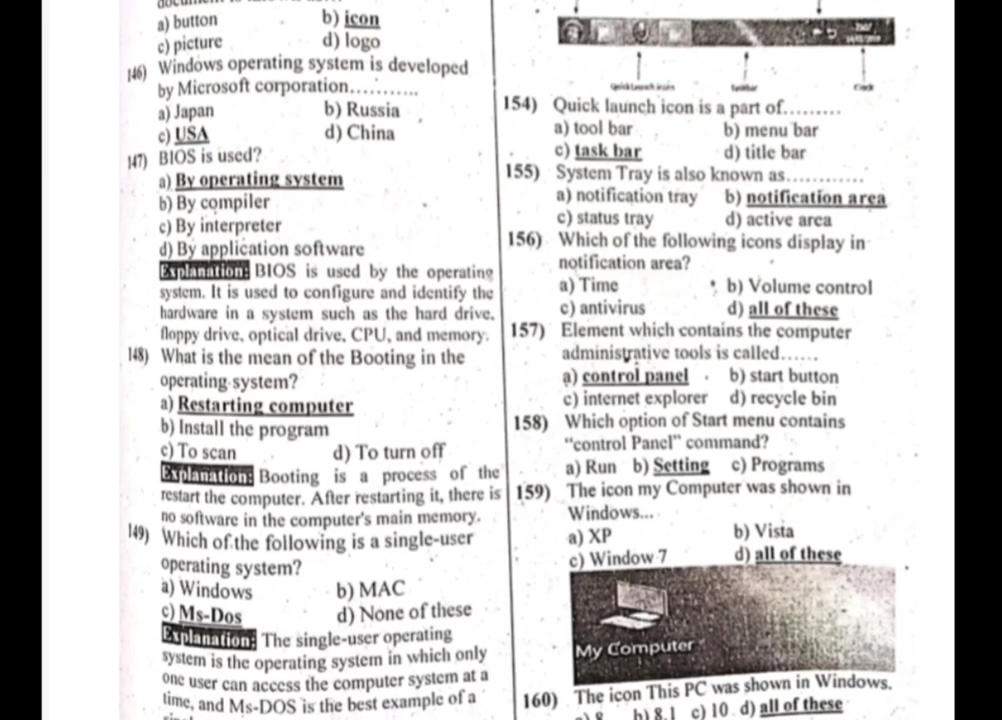 a) button b) icon
c) picture d) logo
146) Windows operating system is developed
by Microsoft corporation...........
a) Japan b) Russia
c) USA d) China
147) BIOS is used?
a) By operating system
b) By compiler
c) By interpreter
d) By application software
Explanation: BIOS is used by the operating
system. It is used to configure and identify the
hardware in a system such as the hard drive,
floppy drive, optical drive, CPU, and memory.
148) What is the mean of the Booting in the
operating system?
a) Restarting computer
b) Install the program
c) To scan d) To turn off
Explanation: Booting is a process of the
restart the computer. After restarting it, there is
no software in the computer's main memory.
149) Which of the following is a single-user
operating system?
a) Windows b) MAC
c) Ms-Dos d) None of these
Explanation: The single-user operating
system is the operating system in which only
one user can access the computer system at a
time, and Ms-DOS is the best example of a
Quick Launch icons Taskbar Clock
154) Quick launch icon is a part of.........
a) tool bar b) menu bar
c) task bar d) title bar
155) System Tray is also known as............
a) notification tray b) notification area
c) status tray d) active area
156) Which of the following icons display in
notification area?
a) Time b) Volume control
c) antivirus d) all of these
157) Element which contains the computer
administrative tools is called......
a) control panel b) start button
c) internet explorer d) recycle bin
158) Which option of Start menu contains
"control Panel" command?
a) Run b) Setting c) Programs
159) The icon my Computer was shown in
Windows...
a) XP b) Vista
c) Window 7 d) all of these
My Computer
160) The icon This PC was shown in Windows.
a) 8 b) 8.1 c) 10 d) all of these